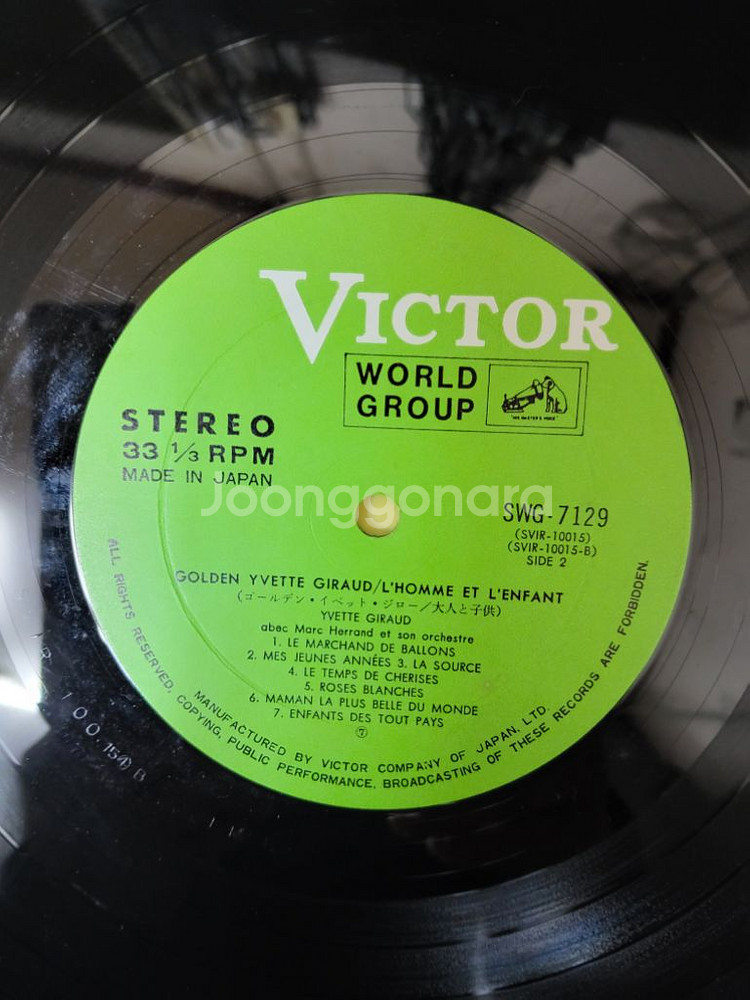 VICTOR
WORLD
GROUP
"HIS MASTER'S VOICE"
STEREO
33 1/3 RPM
MADE IN JAPAN
Joonggonara
SWG-7129
(SVIR-10015)
(SVIR-10015-B)
SIDE 2
GOLDEN YVETTE GIRAUD/L'HOMME ET L'ENFANT
(ゴールデン・イベット・ジロー/大人と子供)
YVETTE GIRAUD
abec Marc Herrand et son orchestre
1. LE MARCHAND DE BALLONS
2. MES JEUNES ANNÉES 3. LA SOURCE
4. LE TEMPS DE CHERISES
5. ROSES BLANCHES
6. MAMAN LA PLUS BELLE DU MONDE
7. ENFANTS DES TOUT PAYS
⑦
MANUFACTURED BY VICTOR COMPANY OF JAPAN, LTD.
ALL RIGHTS RESERVED, COPYING, PUBLIC PERFORMANCE, BROADCASTING OF THESE RECORDS ARE FORBIDDEN.